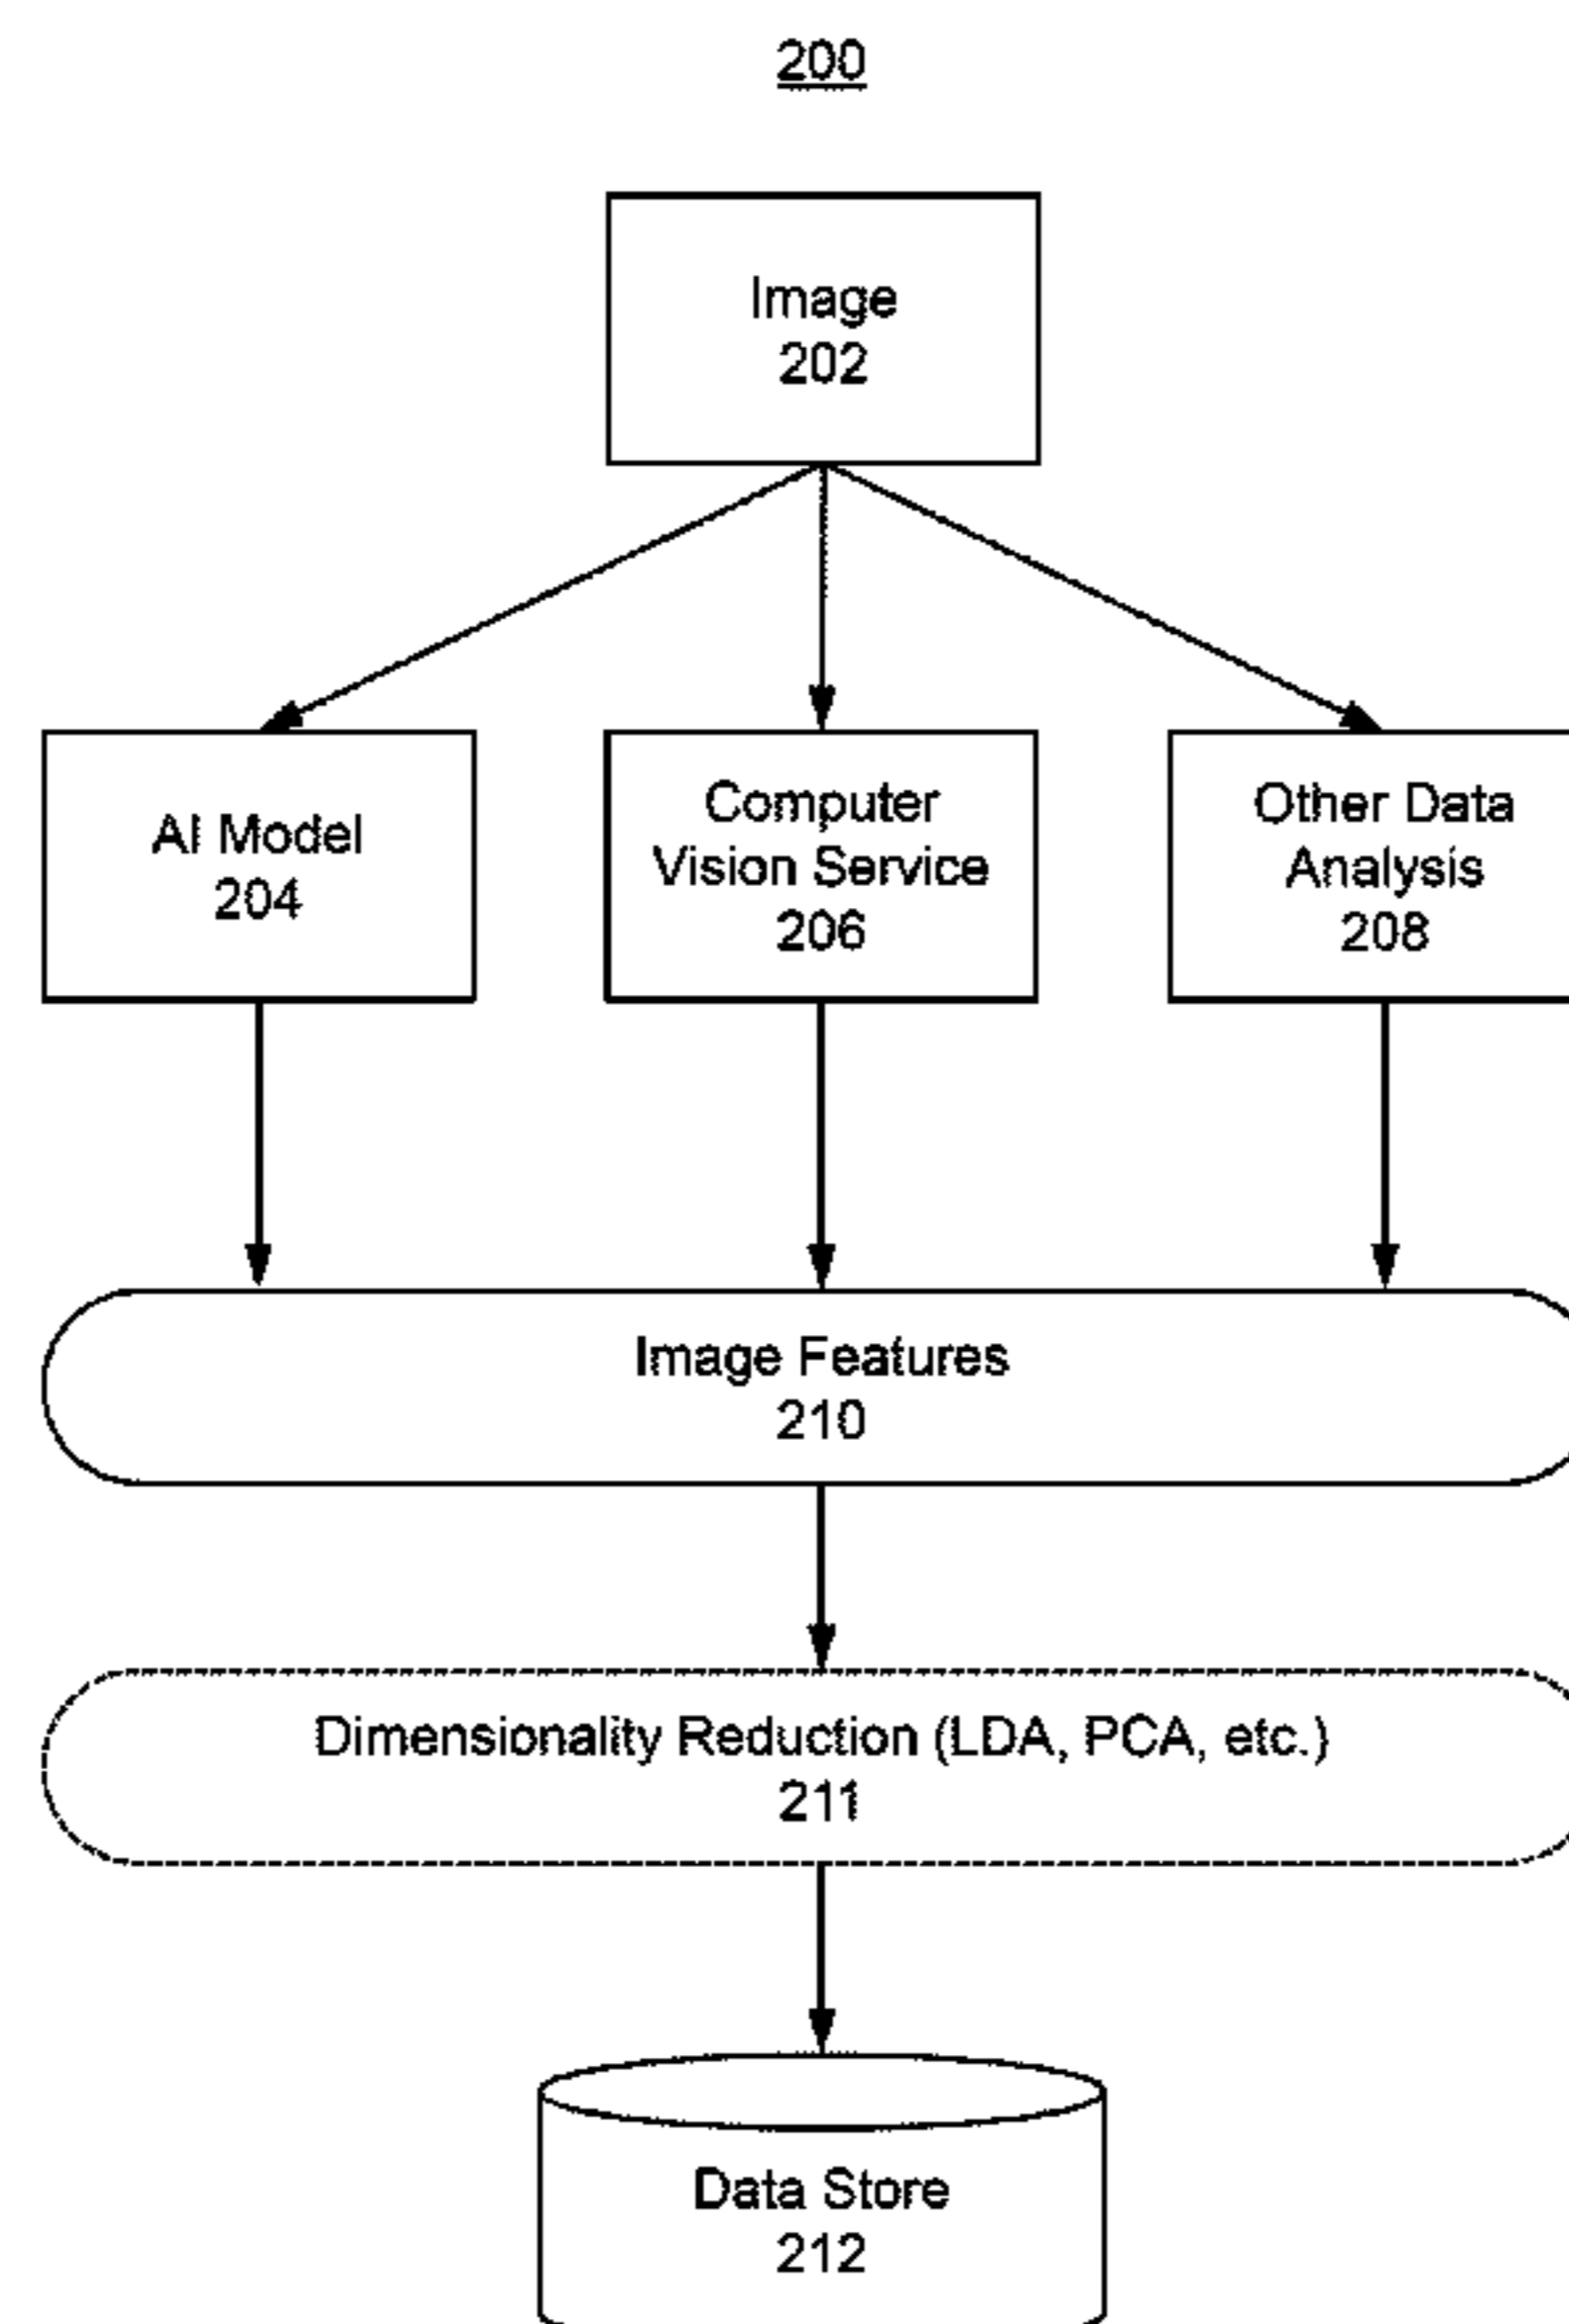 200
Image
202
AI Model
204
Computer
Vision Service
206
Other Data
Analysis
208
Image Features
210
Dimensionality Reduction (LDA, PCA, etc.)
211
Data Store
212